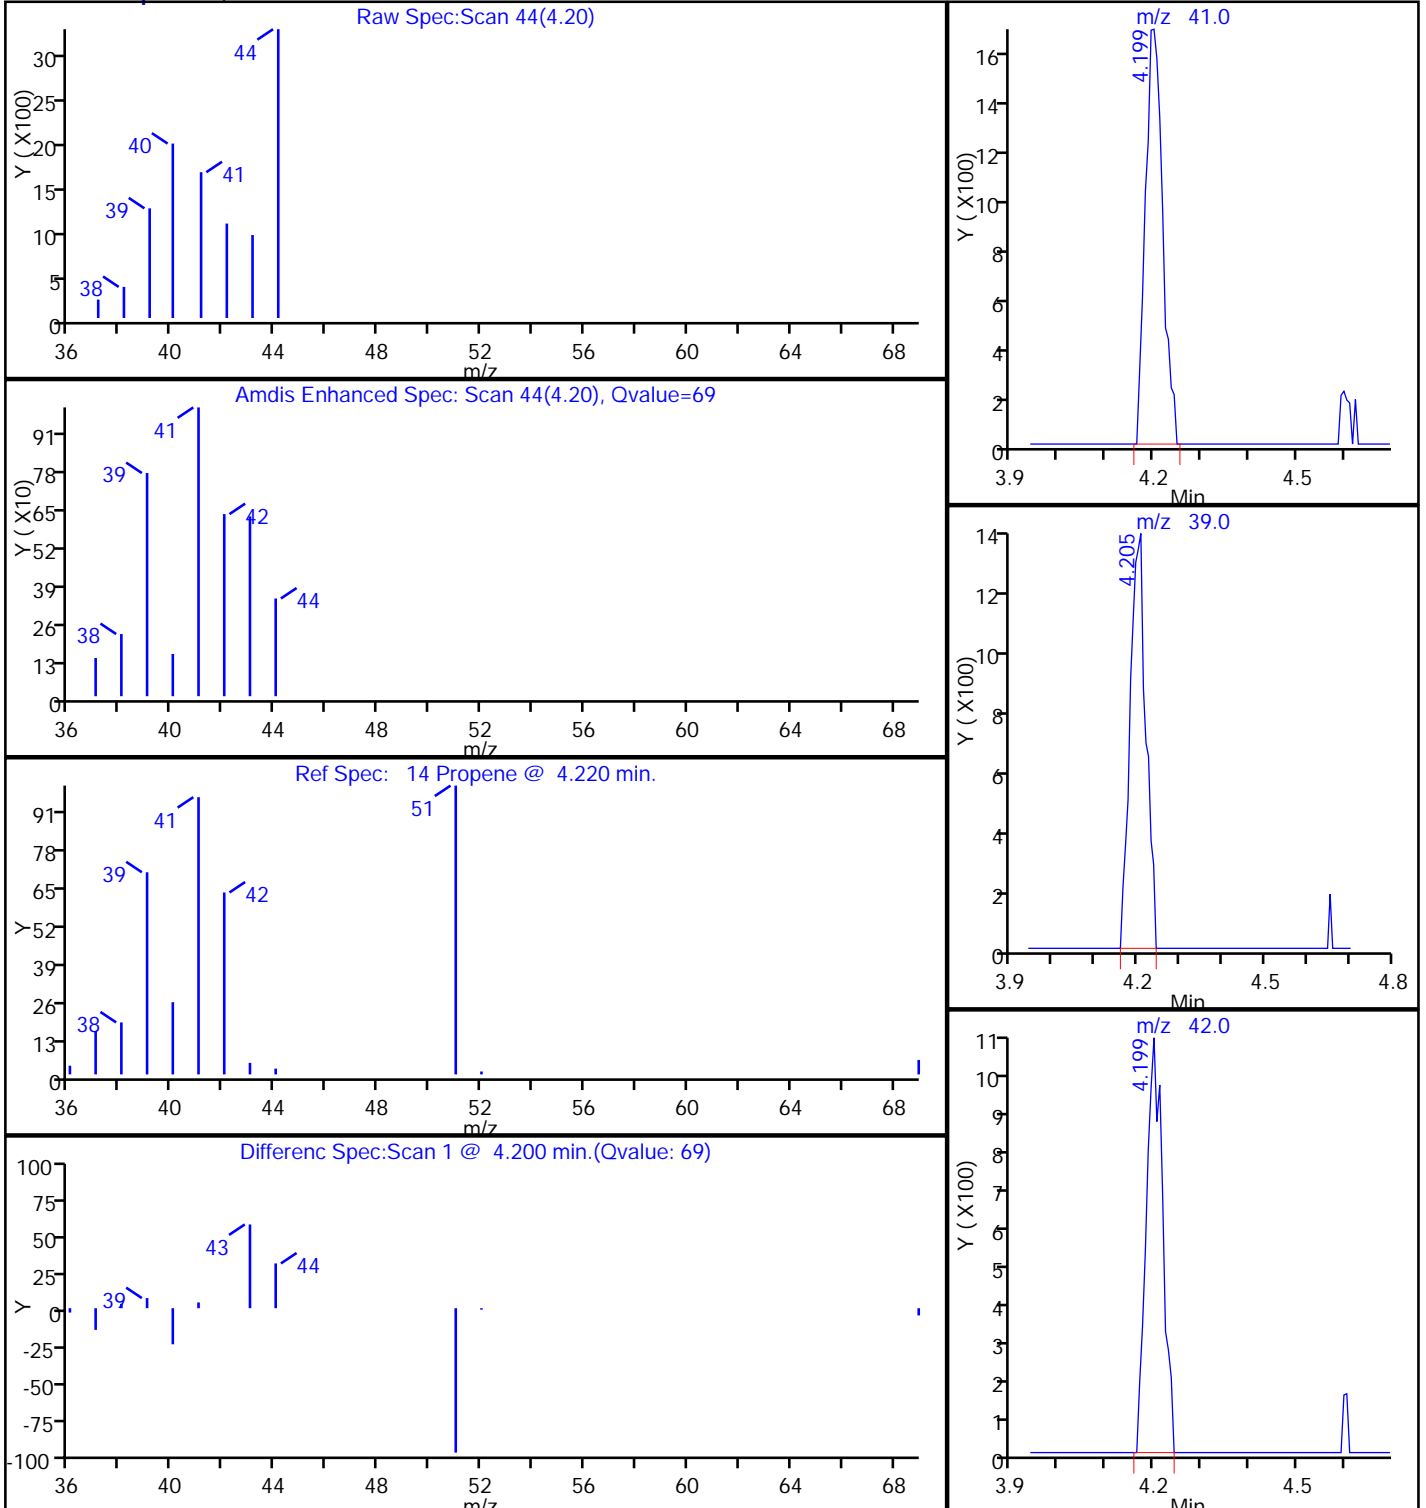 Raw Spec:Scan 44(4.20)
Y ( X100)
30
25
20
15
10
5
0
44
40
41
39
38
36 40 44 48 52 56 60 64 68
m/z
Amdis Enhanced Spec: Scan 44(4.20), Qvalue=69
Y ( X10)
91
78
65
52
39
26
13
0
41
39
42
44
38
36 40 44 48 52 56 60 64 68
m/z
Ref Spec: 14 Propene @ 4.220 min.
Y
91
78
65
52
39
26
13
0
51
41
39
42
38
36 40 44 48 52 56 60 64 68
m/z
Differenc Spec:Scan 1 @ 4.200 min.(Qvalue: 69)
Y
100
75
50
25
0
-25
-50
-75
-100
43
44
39
36 40 44 48 52 56 60 64 68
m/z
m/z 41.0
4.199
Y ( X100)
16
14
12
10
8
6
4
2
0
3.9 4.2 4.5
Min
m/z 39.0
4.205
Y ( X100)
14
12
10
8
6
4
2
0
3.9 4.2 4.5 4.8
Min
m/z 42.0
4.199
Y ( X100)
11
10
9
8
7
6
5
4
3
2
1
0
3.9 4.2 4.5
Min